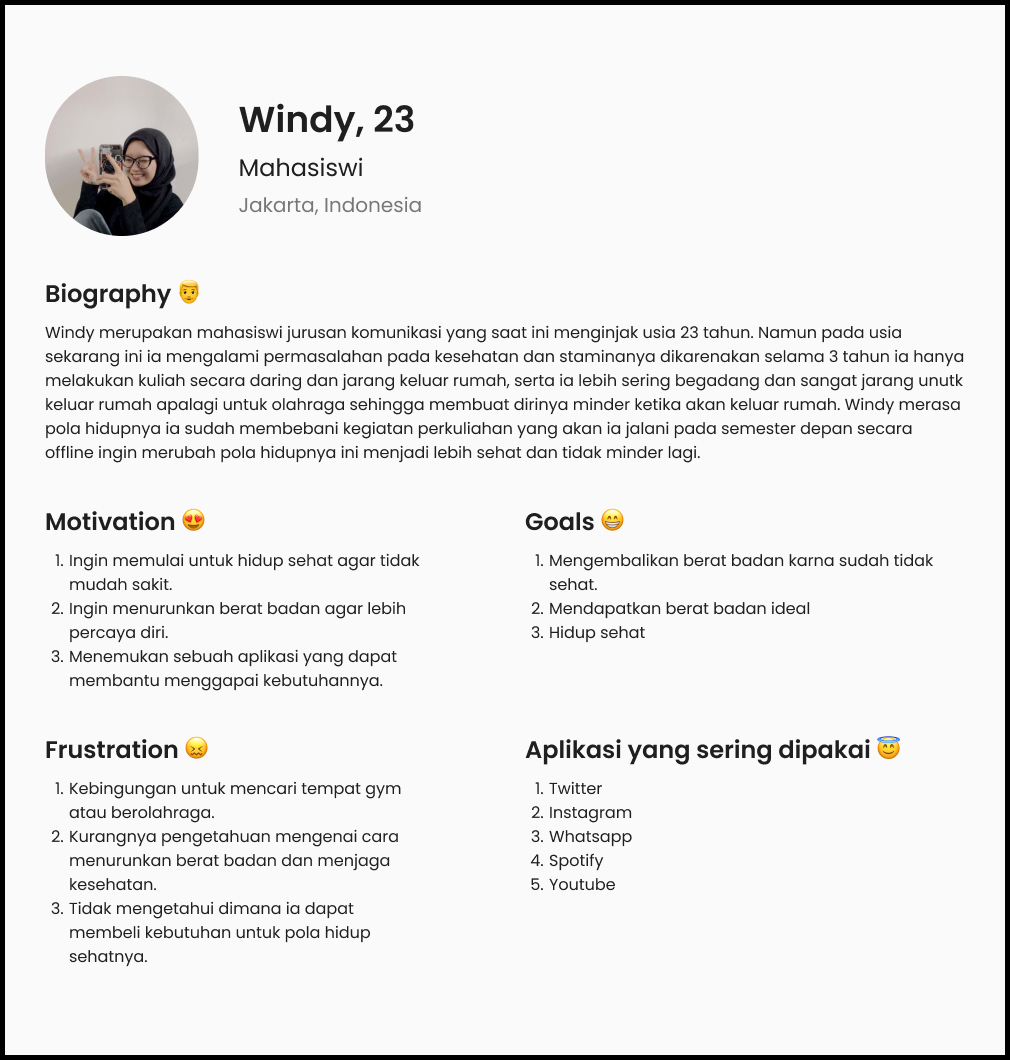 Windy, 23
Mahasiswi
Jakarta, Indonesia
Biography 👨
Windy merupakan mahasiswi jurusan komunikasi yang saat ini menginjak usia 23 tahun. Namun pada usia
sekarang ini ia mengalami permasalahan pada kesehatan dan staminanya dikarenakan selama 3 tahun ia hanya
melakukan kuliah secara daring dan jarang keluar rumah, serta ia lebih sering begadang dan sangat jarang unutk
keluar rumah apalagi untuk olahraga sehingga membuat dirinya minder ketika akan keluar rumah. Windy merasa
pola hidupnya ia sudah membebani kegiatan perkuliahan yang akan ia jalani pada semester depan secara
offline ingin merubah pola hidupnya ini menjadi lebih sehat dan tidak minder lagi.
Motivation 😍
1. Ingin memulai untuk hidup sehat agar tidak
mudah sakit.
2. Ingin menurunkan berat badan agar lebih
percaya diri.
3. Menemukan sebuah aplikasi yang dapat
membantu menggapai kebutuhannya.
Goals 😁
1. Mengembalikan berat badan karna sudah tidak
sehat.
2. Mendapatkan berat badan ideal
3. Hidup sehat
Frustration 😖
1. Kebingungan untuk mencari tempat gym
atau berolahraga.
2. Kurangnya pengetahuan mengenai cara
menurunkan berat badan dan menjaga
kesehatan.
3. Tidak mengetahui dimana ia dapat
membeli kebutuhan untuk pola hidup
sehatnya.
Aplikasi yang sering dipakai 😇
1. Twitter
2. Instagram
3. Whatsapp
4. Spotify
5. Youtube